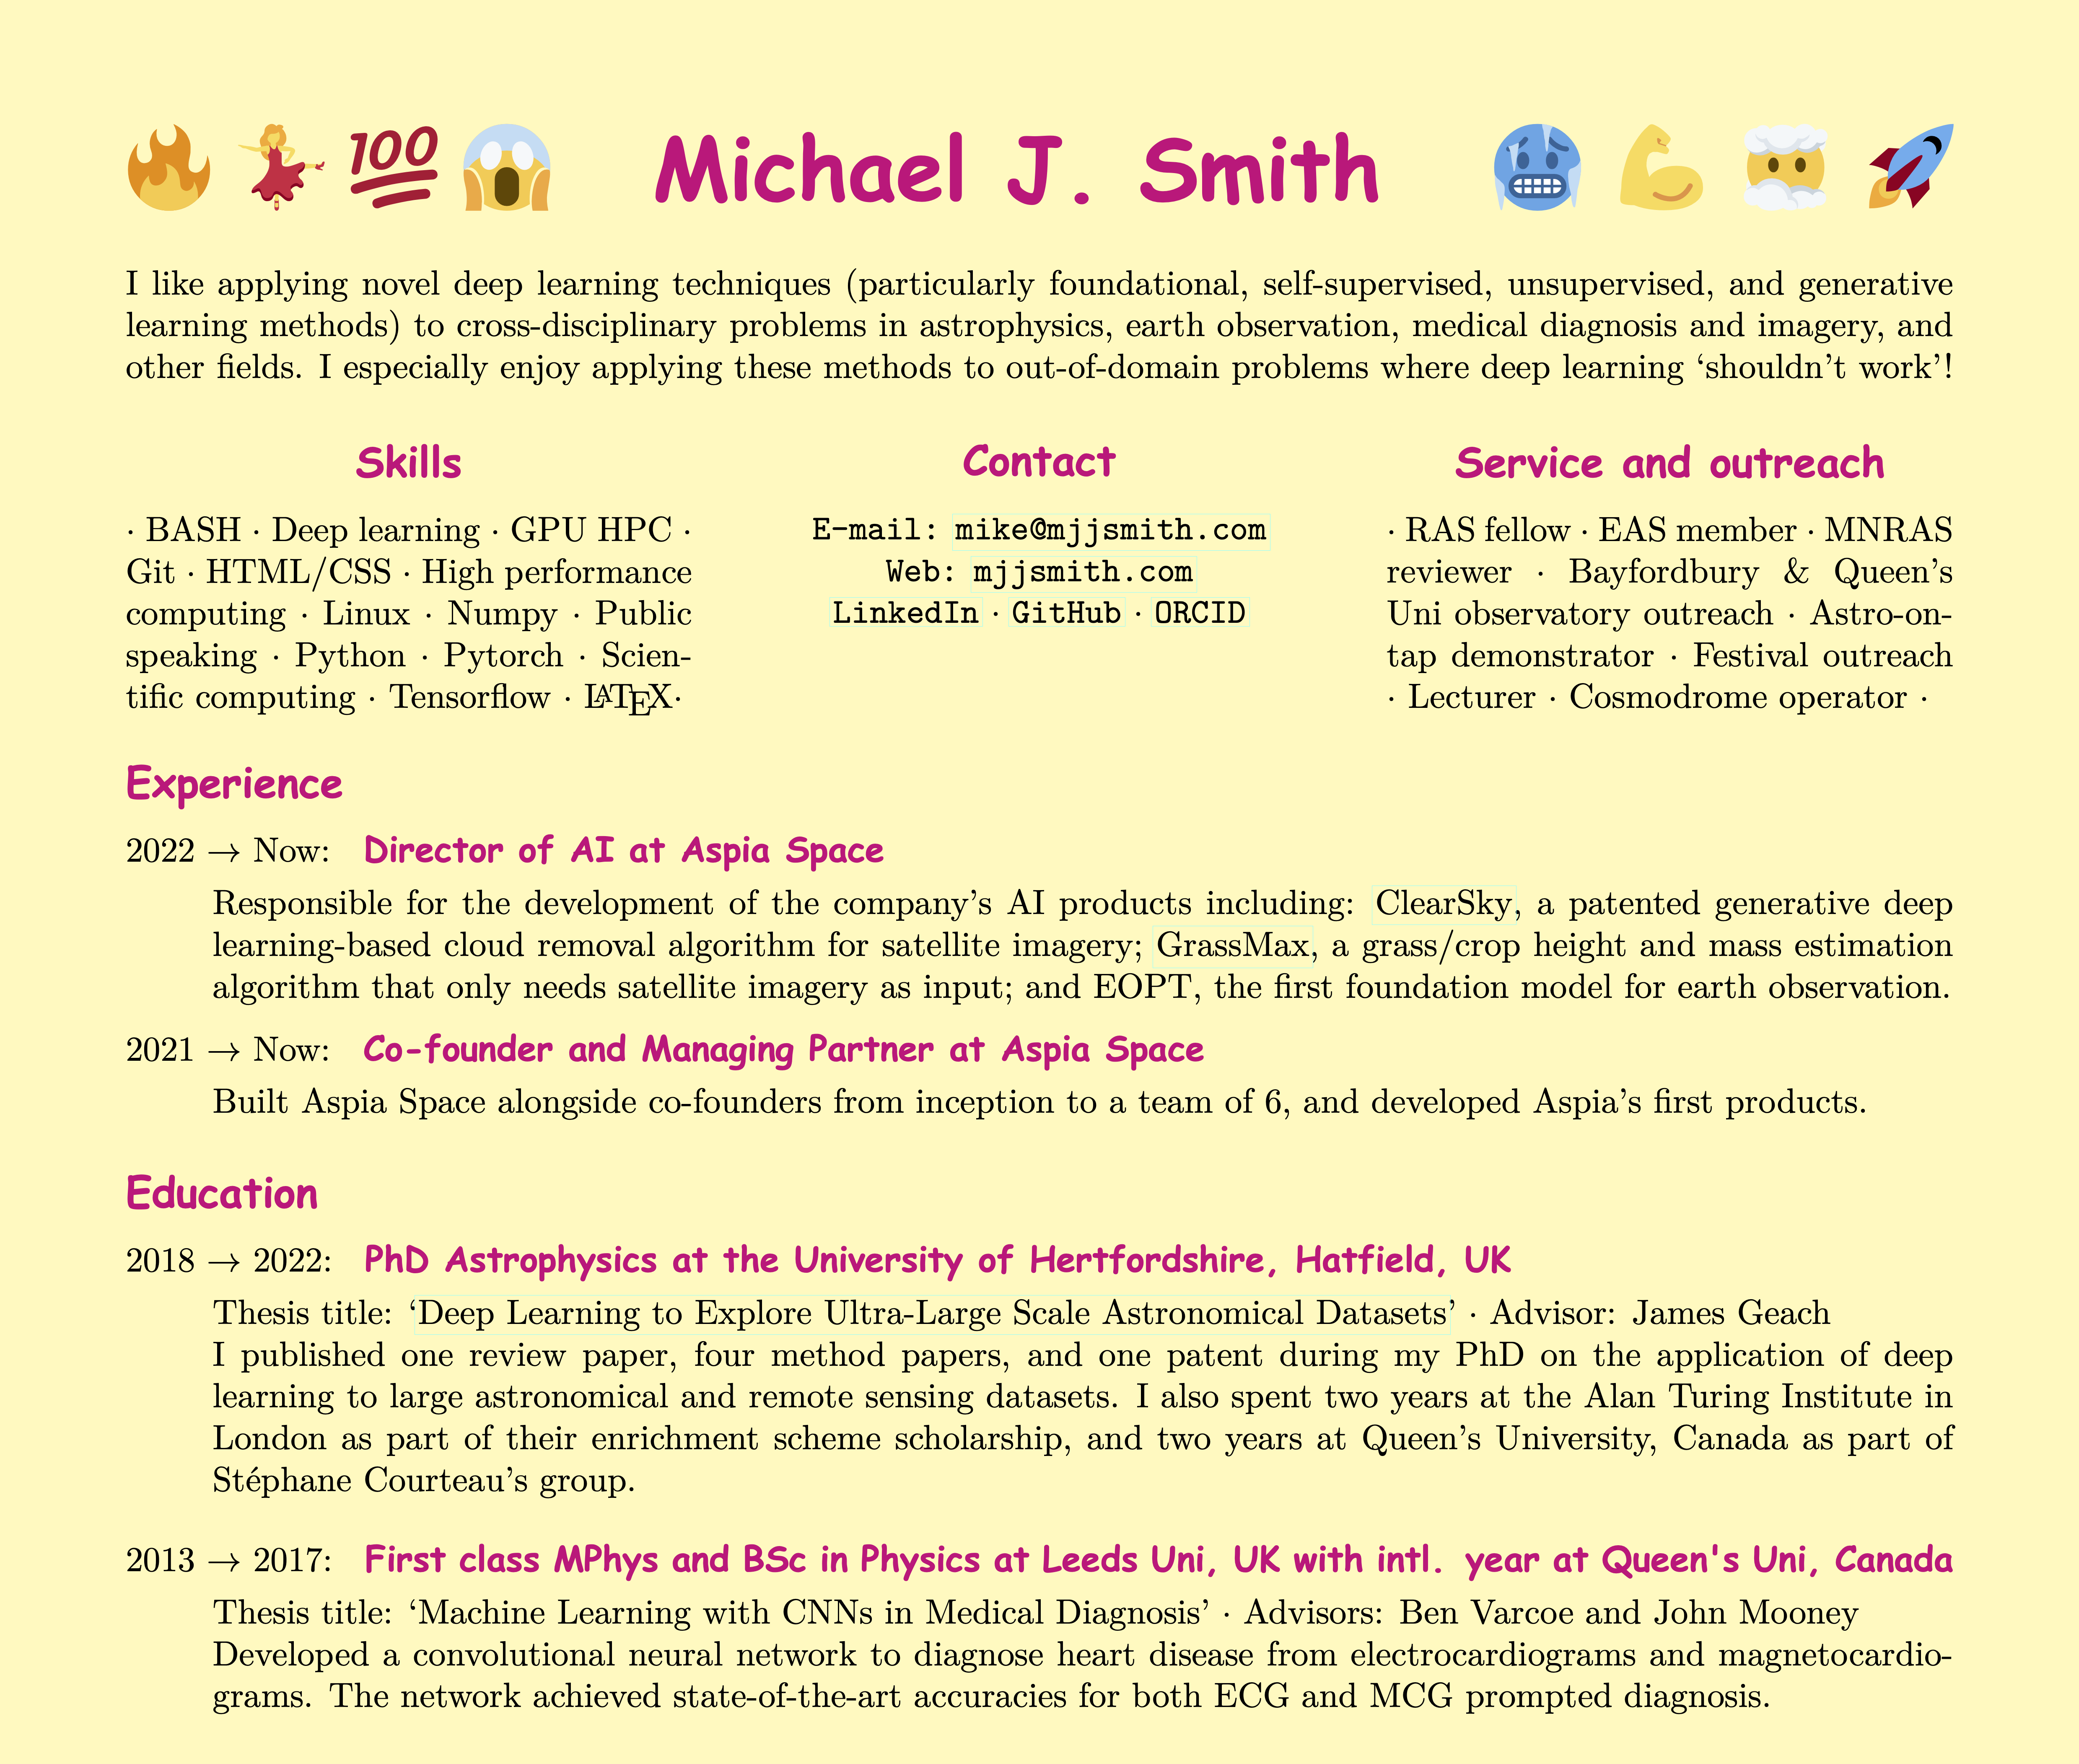 🔥 💃 💯 😱 Michael J. Smith 🥶 💪 😶‍🌫️ 🚀
I like applying novel deep learning techniques (particularly foundational, self-supervised, unsupervised, and generative
learning methods) to cross-disciplinary problems in astrophysics, earth observation, medical diagnosis and imagery, and
other fields. I especially enjoy applying these methods to out-of-domain problems where deep learning ‘shouldn’t work’!
Skills
· BASH · Deep learning · GPU HPC ·
Git · HTML/CSS · High performance
computing · Linux · Numpy · Public
speaking · Python · Pytorch · Scien-
tific computing · Tensorflow · LATEX·
Contact
E-mail: mike@mjjsmith.com
Web: mjjsmith.com
LinkedIn · GitHub · ORCID
Service and outreach
· RAS fellow · EAS member · MNRAS
reviewer · Bayfordbury & Queen’s
Uni observatory outreach · Astro-on-
tap demonstrator · Festival outreach
· Lecturer · Cosmodrome operator ·
Experience
2022 → Now: Director of AI at Aspia Space
Responsible for the development of the company’s AI products including: ClearSky, a patented generative deep
learning-based cloud removal algorithm for satellite imagery; GrassMax, a grass/crop height and mass estimation
algorithm that only needs satellite imagery as input; and EOPT, the first foundation model for earth observation.
2021 → Now: Co-founder and Managing Partner at Aspia Space
Built Aspia Space alongside co-founders from inception to a team of 6, and developed Aspia’s first products.
Education
2018 → 2022: PhD Astrophysics at the University of Hertfordshire, Hatfield, UK
Thesis title: ‘Deep Learning to Explore Ultra-Large Scale Astronomical Datasets’ · Advisor: James Geach
I published one review paper, four method papers, and one patent during my PhD on the application of deep
learning to large astronomical and remote sensing datasets. I also spent two years at the Alan Turing Institute in
London as part of their enrichment scheme scholarship, and two years at Queen’s University, Canada as part of
Stéphane Courteau’s group.
2013 → 2017: First class MPhys and BSc in Physics at Leeds Uni, UK with intl. year at Queen's Uni, Canada
Thesis title: ‘Machine Learning with CNNs in Medical Diagnosis’ · Advisors: Ben Varcoe and John Mooney
Developed a convolutional neural network to diagnose heart disease from electrocardiograms and magnetocardio-
grams. The network achieved state-of-the-art accuracies for both ECG and MCG prompted diagnosis.